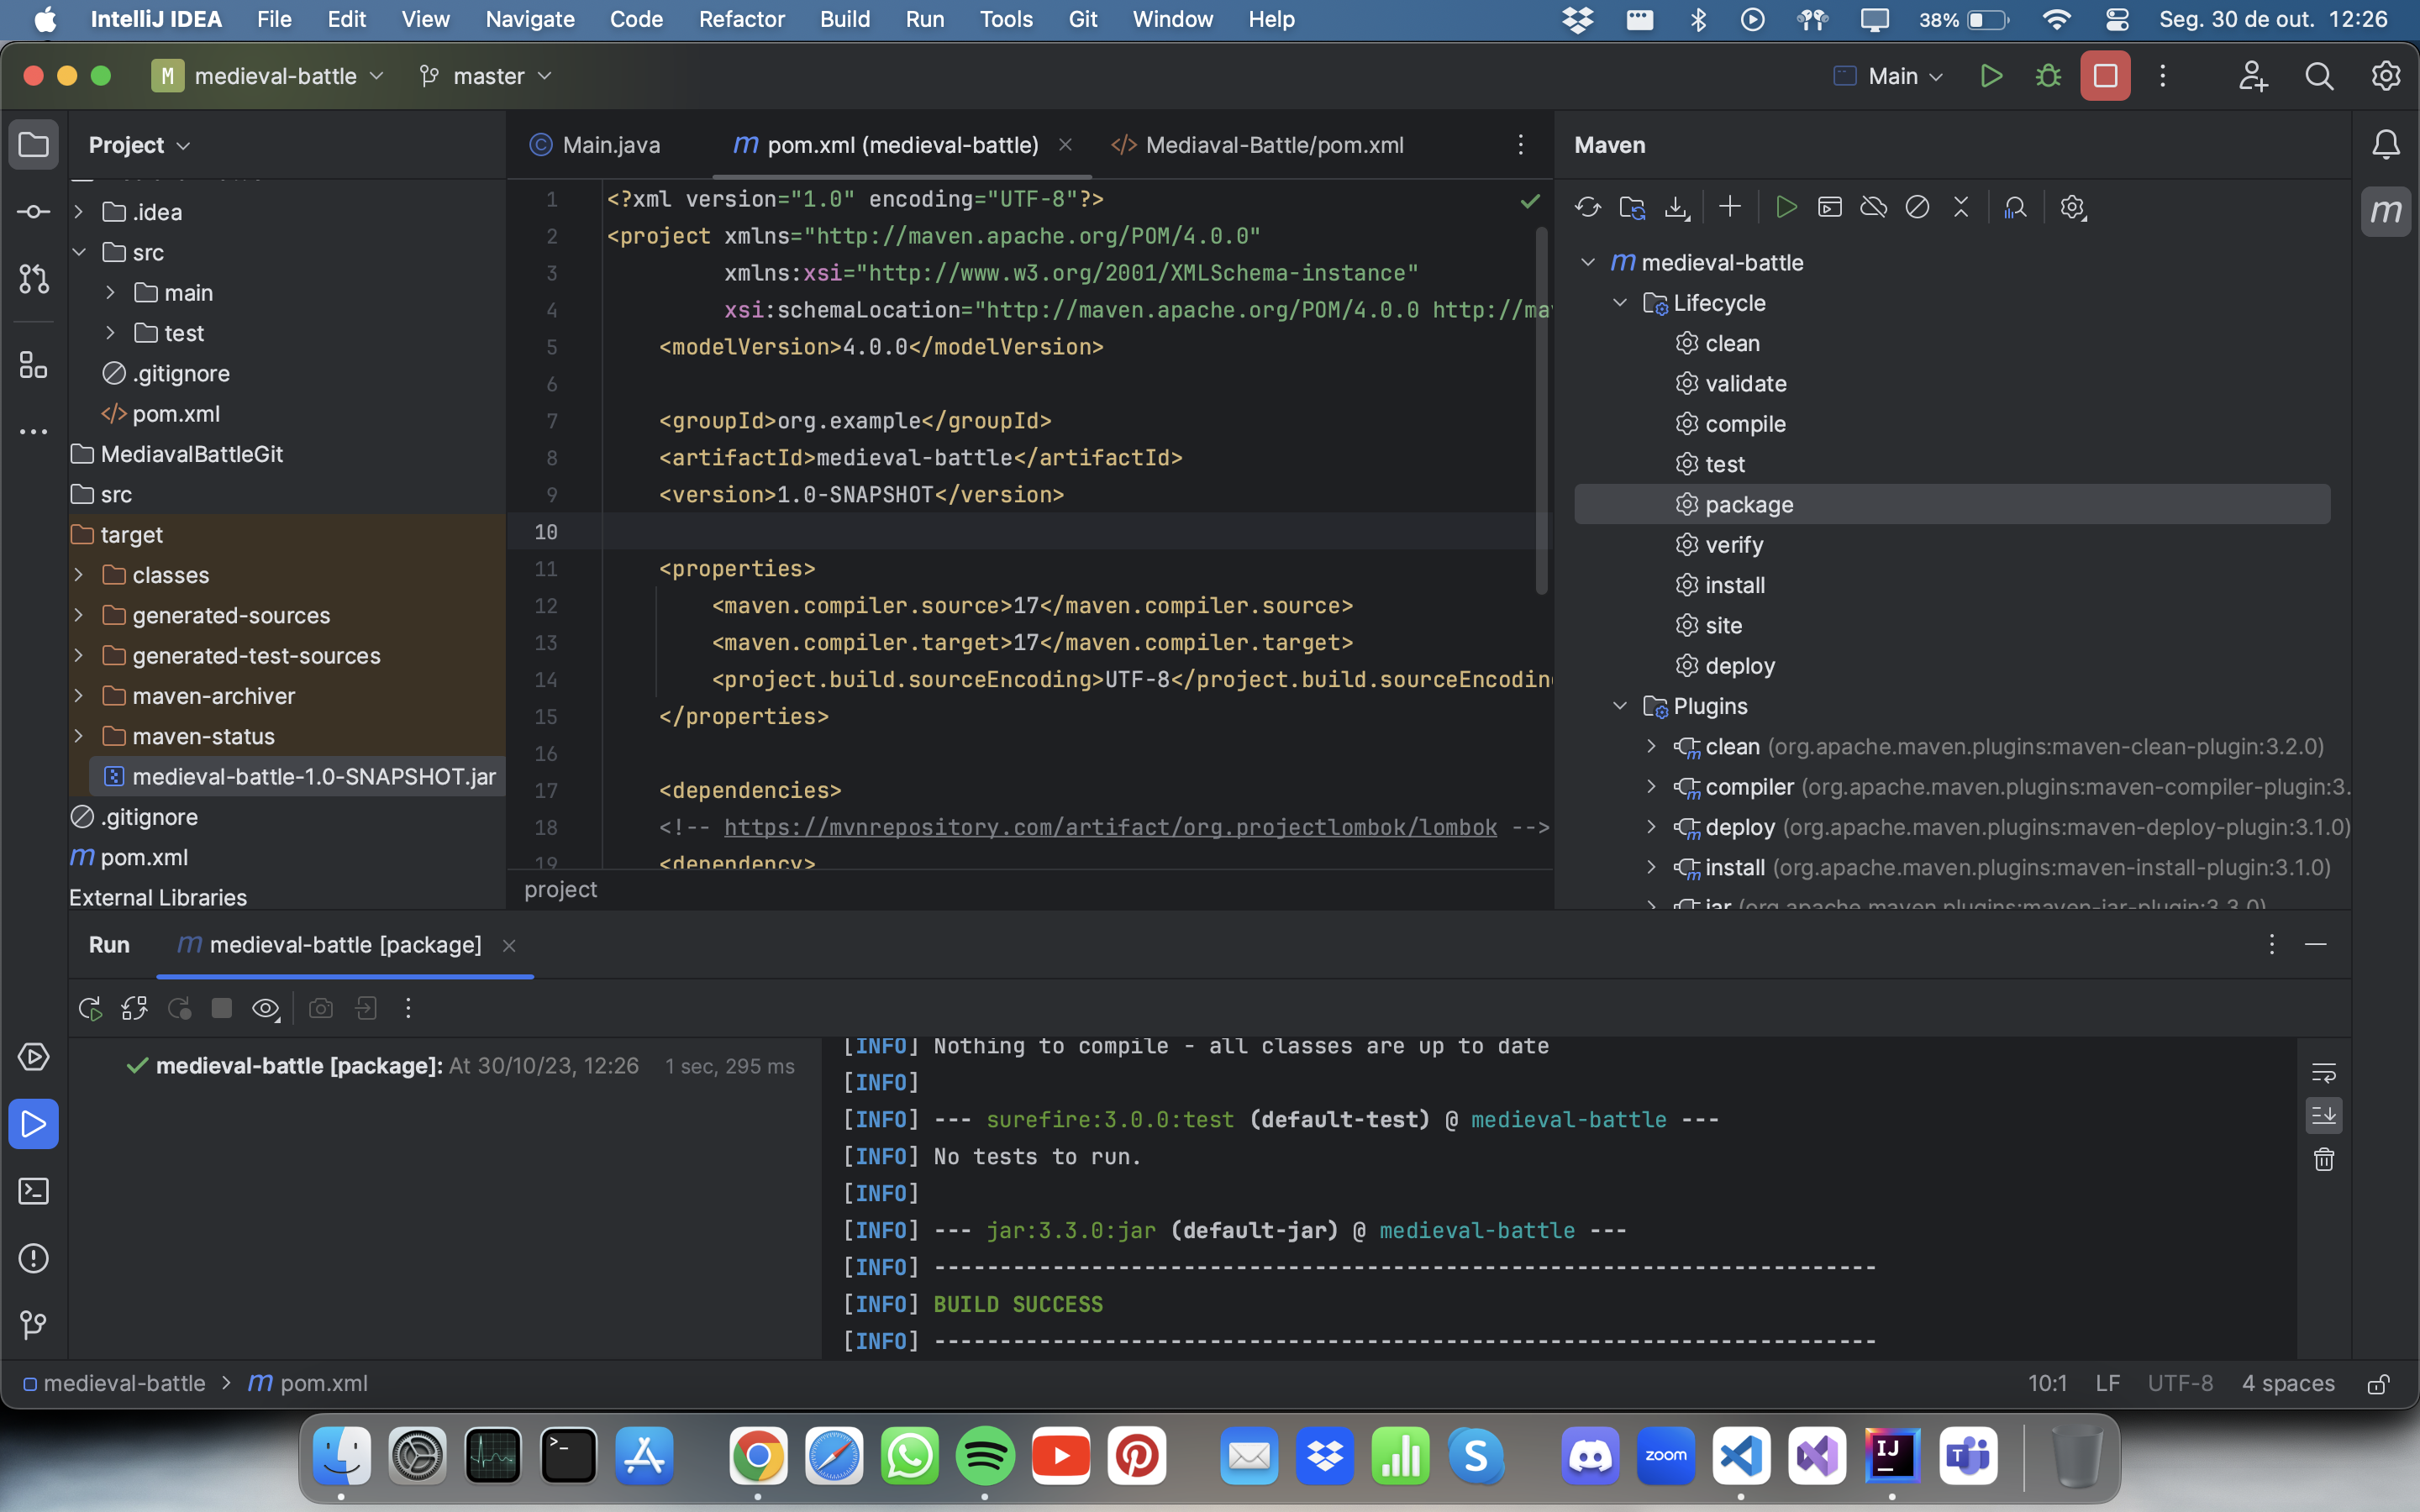 IntelliJ IDEA File Edit View Navigate Code Refactor Build Run Tools Git Window Help 38% Seg. 30 de out. 12:26
M medieval-battle master Main
Project
.idea
src
main
test
.gitignore
pom.xml
MediavalBattleGit
src
target
classes
generated-sources
generated-test-sources
maven-archiver
maven-status
medieval-battle-1.0-SNAPSHOT.jar
.gitignore
pom.xml
External Libraries
Main.java pom.xml (medieval-battle) Mediaval-Battle/pom.xml
1 <?xml version="1.0" encoding="UTF-8"?>
2 <project xmlns="http://maven.apache.org/POM/4.0.0"
3 xmlns:xsi="http://www.w3.org/2001/XMLSchema-instance"
4 xsi:schemaLocation="http://maven.apache.org/POM/4.0.0 http://ma
5 <modelVersion>4.0.0</modelVersion>
6
7 <groupId>org.example</groupId>
8 <artifactId>medieval-battle</artifactId>
9 <version>1.0-SNAPSHOT</version>
10
11 <properties>
12 <maven.compiler.source>17</maven.compiler.source>
13 <maven.compiler.target>17</maven.compiler.target>
14 <project.build.sourceEncoding>UTF-8</project.build.sourceEncodin
15 </properties>
16
17 <dependencies>
18 <!-- https://mvnrepository.com/artifact/org.projectlombok/lombok -->
19 <dependency>
project
Maven
medieval-battle
Lifecycle
clean
validate
compile
test
package
verify
install
site
deploy
Plugins
clean (org.apache.maven.plugins:maven-clean-plugin:3.2.0)
compiler (org.apache.maven.plugins:maven-compiler-plugin:3.
deploy (org.apache.maven.plugins:maven-deploy-plugin:3.1.0)
install (org.apache.maven.plugins:maven-install-plugin:3.1.0)
jar (org.apache.maven.plugins:maven-jar-plugin:3.3.0)
m
Run medieval-battle [package]
medieval-battle [package]: At 30/10/23, 12:26 1 sec, 295 ms
[INFO] Nothing to compile - all classes are up to date
[INFO]
[INFO] --- surefire:3.0.0:test (default-test) @ medieval-battle ---
[INFO] No tests to run.
[INFO]
[INFO] --- jar:3.3.0:jar (default-jar) @ medieval-battle ---
[INFO] ------------------------------------------------------------------------
[INFO] BUILD SUCCESS
[INFO] ------------------------------------------------------------------------
medieval-battle > pom.xml 10:1 LF UTF-8 4 spaces
zoom IJ T